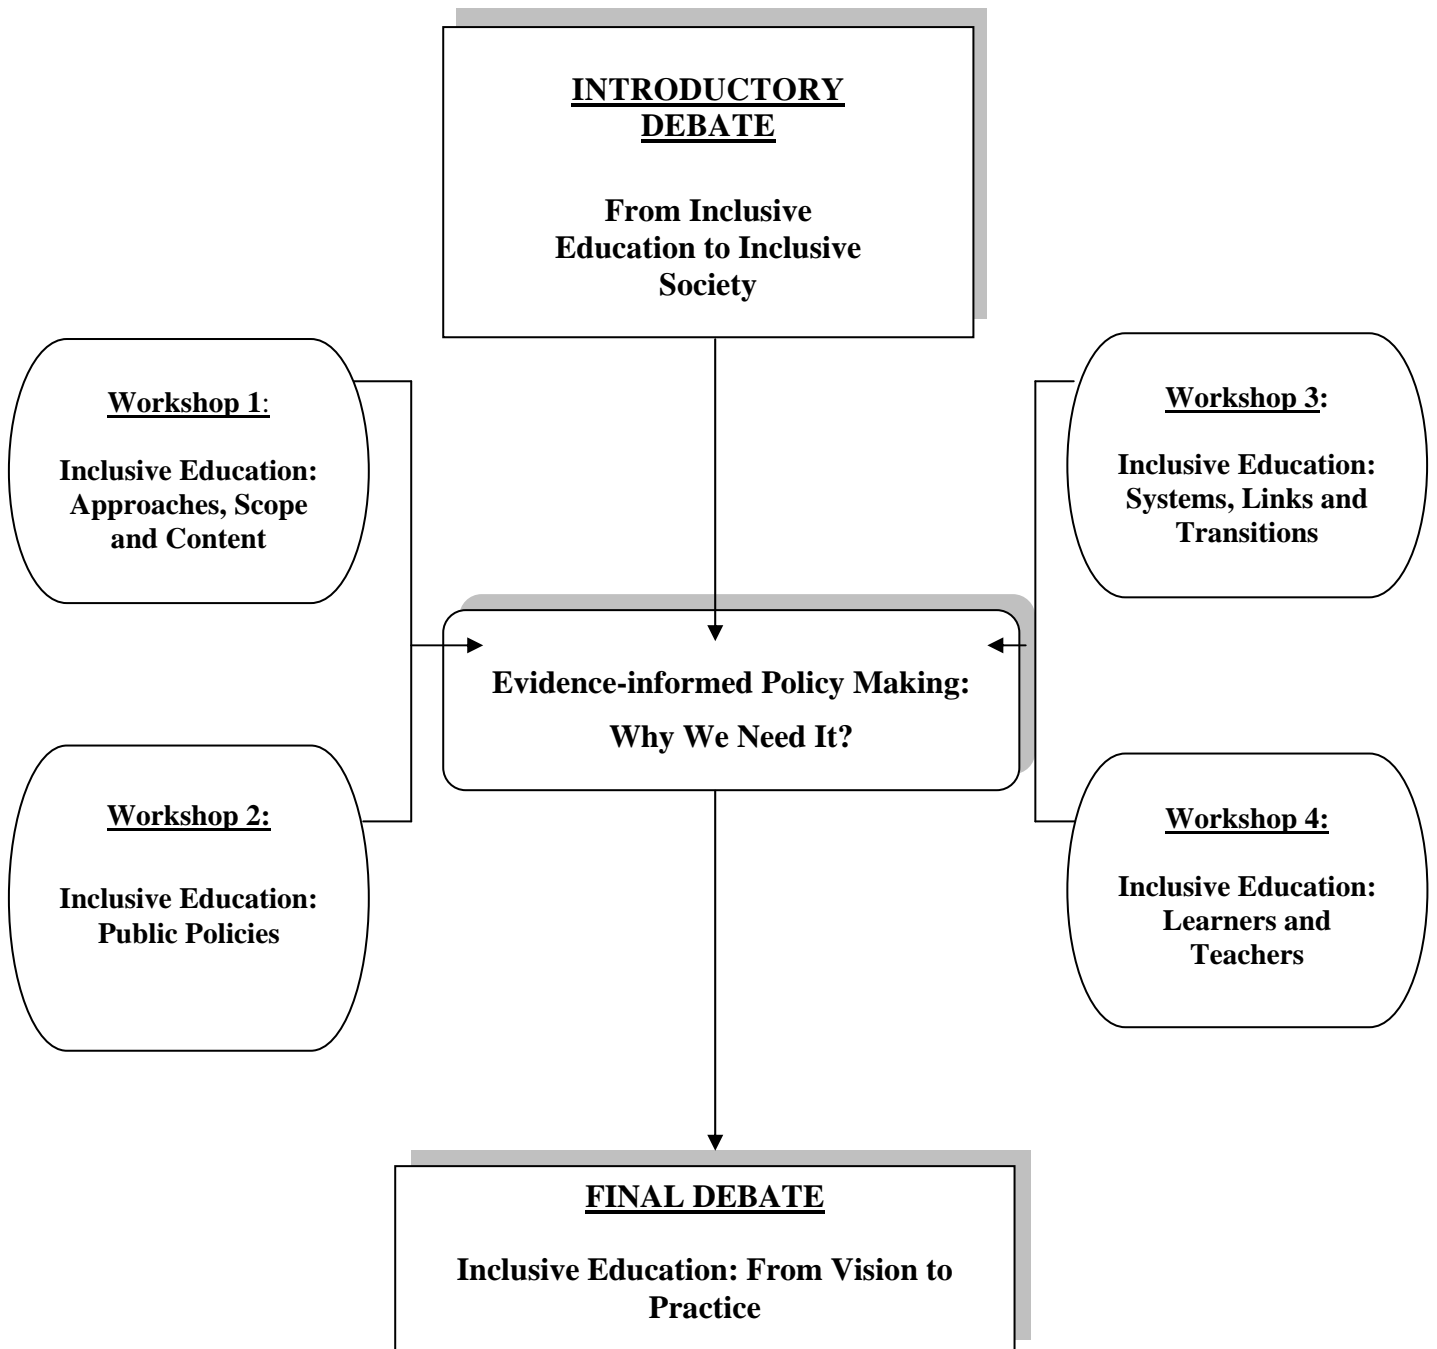 INTRODUCTORY
DEBATE
From Inclusive
Education to Inclusive
Society
Workshop 1:
Inclusive Education:
Approaches, Scope
and Content
Workshop 3:
Inclusive Education:
Systems, Links and
Transitions
Evidence-informed Policy Making:
Why We Need It?
Workshop 2:
Inclusive Education:
Public Policies
Workshop 4:
Inclusive Education:
Learners and
Teachers
FINAL DEBATE
Inclusive Education: From Vision to
Practice